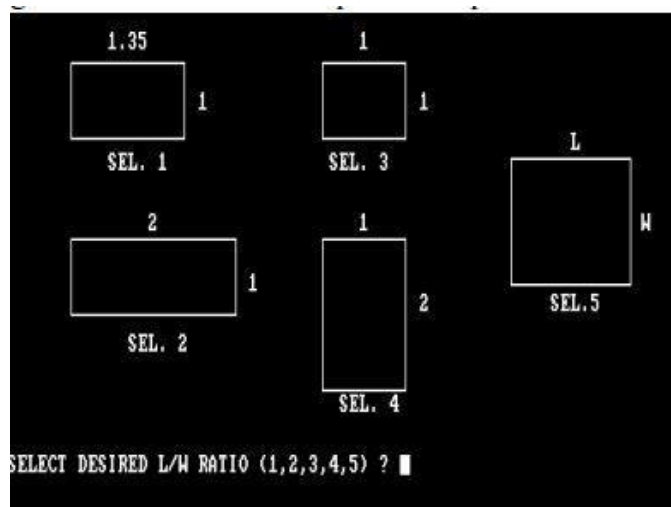 1.35
1
SEL. 1
1
1
SEL. 3
L
W
SEL.5
2
1
SEL. 2
1
2
SEL. 4
SELECT DESIRED L/W RATIO (1,2,3,4,5) ?